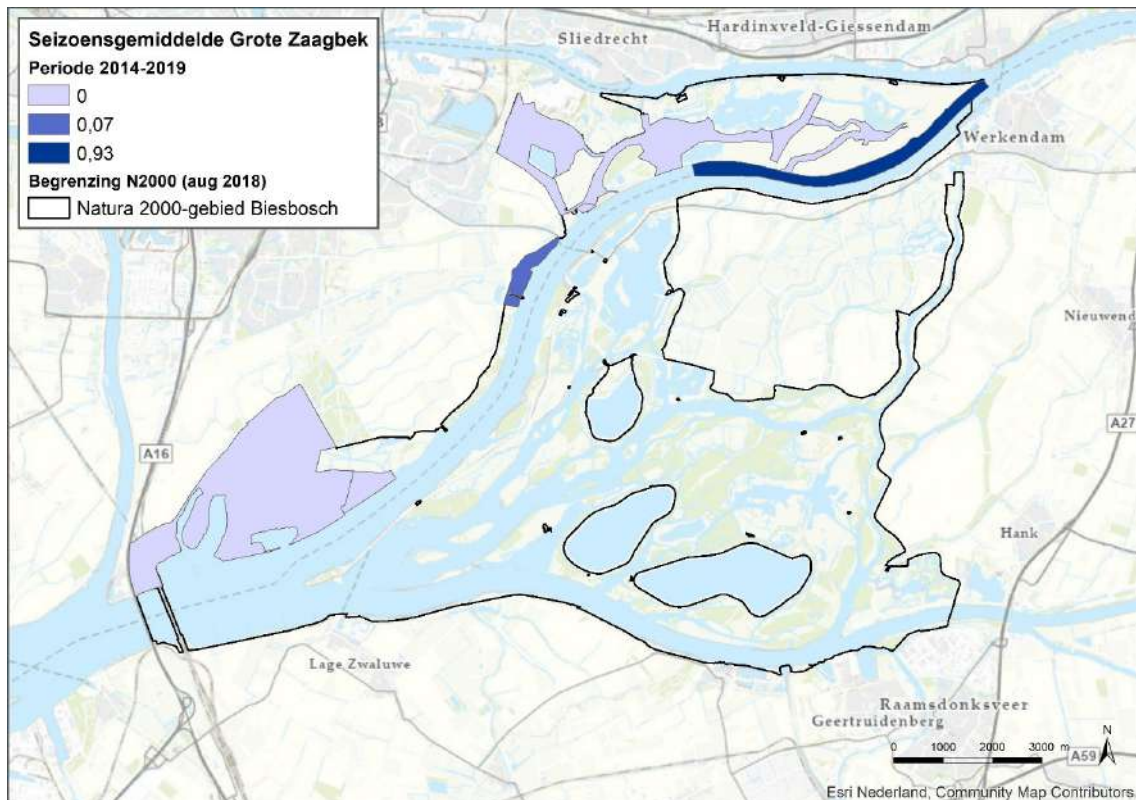 Seizoensgemiddelde Grote Zaagbek
Periode 2014-2019
0
0,07
0,93
Begrenzing N2000 (aug 2018)
Natura 2000-gebied Biesbosch
Hardinxveld-Giessendam
Sliedrecht
Werkendam
Nieuwend
A16
A27
Hank
Lage Zwaluwe
Raamsdonksveer
Geertruidenberg
N
0 1000 2000 3000 m
A59
Esri Nederland, Community Map Contributors